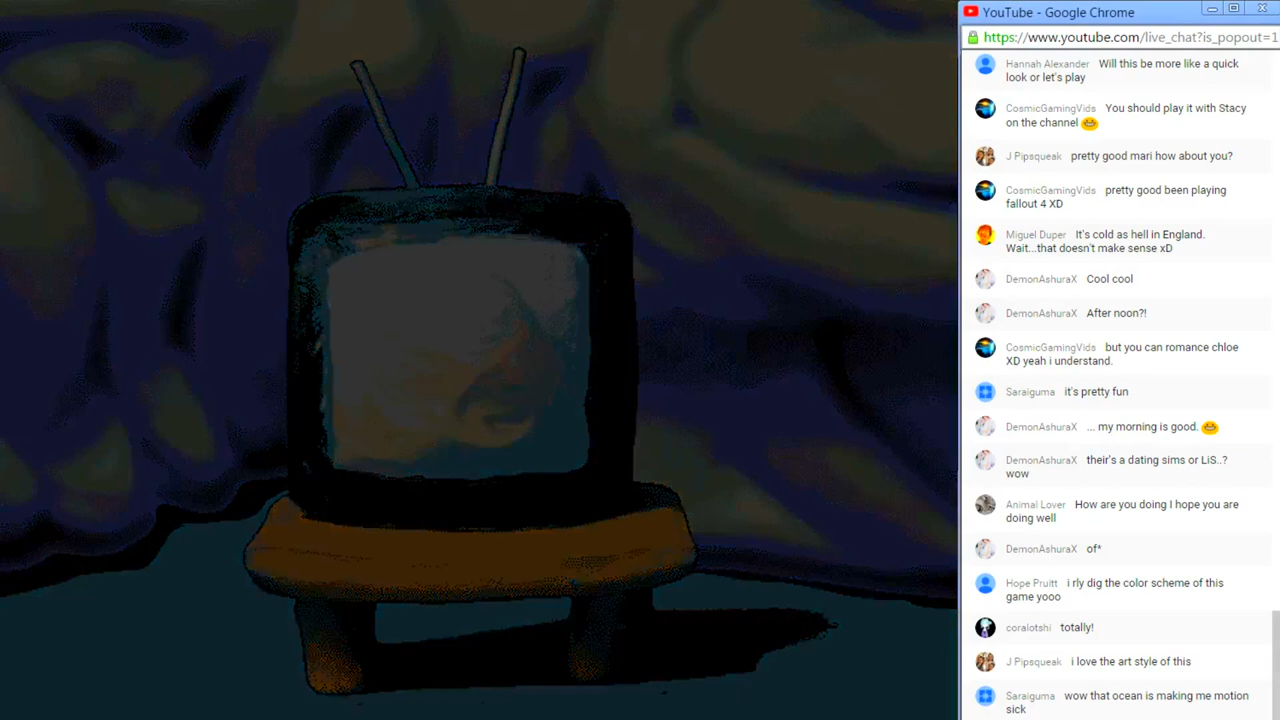 YouTube - Google Chrome
https://www.youtube.com/live_chat?is_popout=1
Hannah Alexander Will this be more like a quick
look or let's play
CosmicGamingVids You should play it with Stacy
on the channel
J Pipsqueak pretty good mari how about you?
CosmicGamingVids pretty good been playing
fallout 4 XD
Miguel Duper It's cold as hell in England.
Wait...that doesn't make sense xD
DemonAshuraX Cool cool
DemonAshuraX After noon?!
CosmicGamingVids but you can romance chloe
XD yeah i understand.
Saraiguma it's pretty fun
DemonAshuraX ... my morning is good.
DemonAshuraX their's a dating sims or LiS..?
wow
Animal Lover How are you doing I hope you are
doing well
DemonAshuraX of*
Hope Pruitt i rly dig the color scheme of this
game yooo
coralotshi totally!
J Pipsqueak i love the art style of this
Saraiguma wow that ocean is making me motion
sick